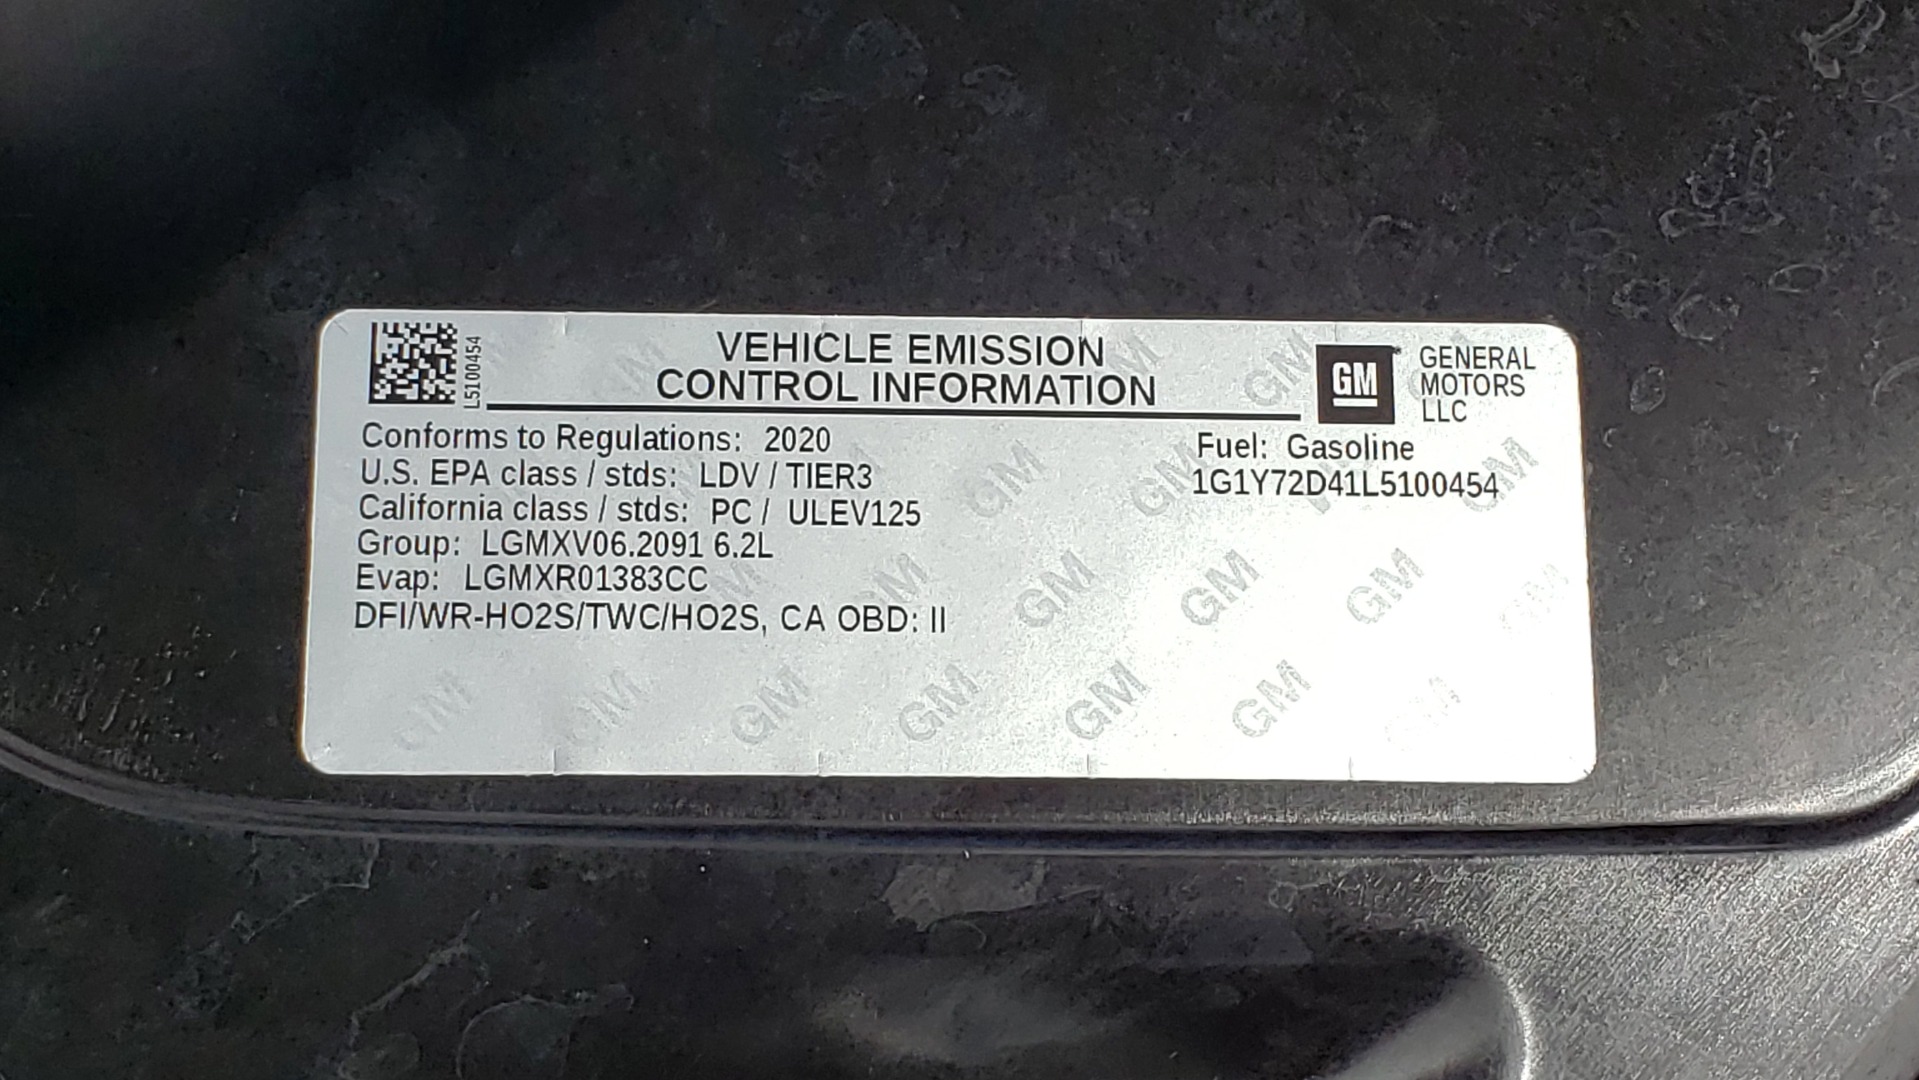 L5100454
VEHICLE EMISSION
CONTROL INFORMATION
GM
GENERAL
MOTORS
LLC
Conforms to Regulations: 2020
Fuel: Gasoline
U.S. EPA class / stds: LDV / TIER3
1G1Y72D41L5100454
California class / stds: PC / ULEV125
Group: LGMXV06.2091 6.2L
Evap: LGMXR01383CC
DFI/WR-HO2S/TWC/HO2S, CA OBD: II